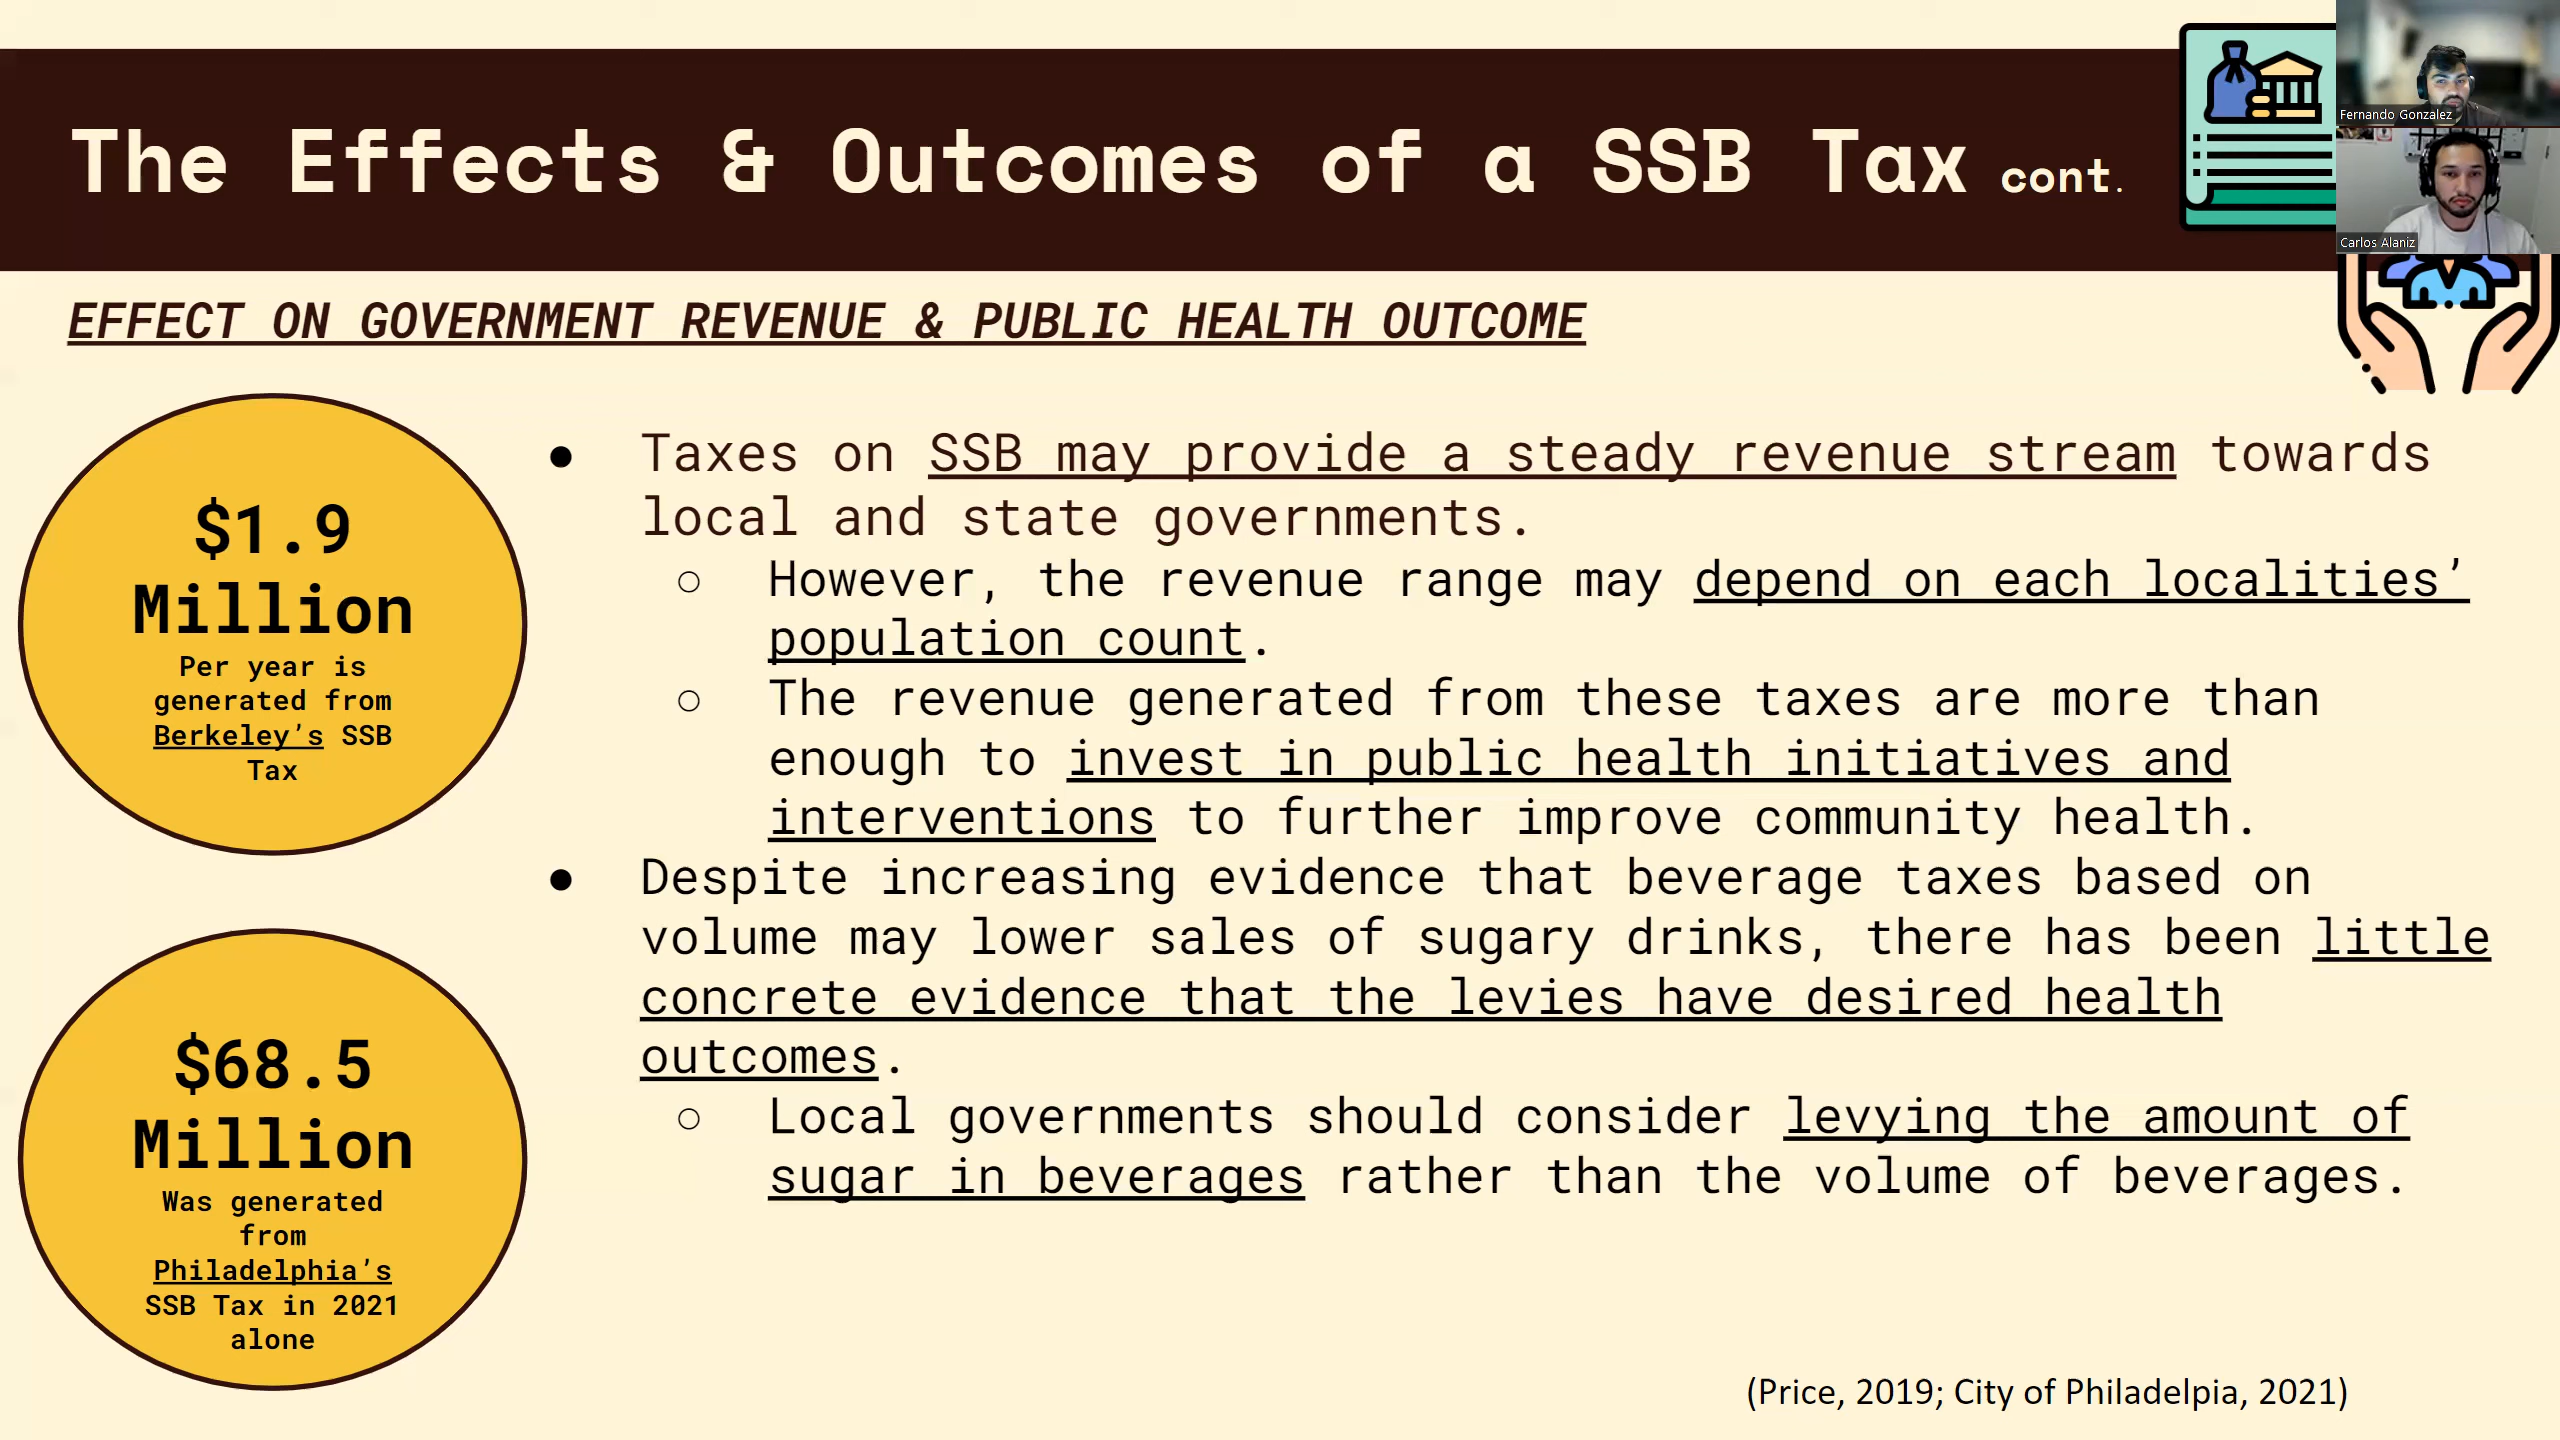 The Effects & Outcomes of a SSB Tax cont.
Fernando Gonzalez
Carlos Alaniz
EFFECT ON GOVERNMENT REVENUE & PUBLIC HEALTH OUTCOME
$1.9
Million
Per year is
generated from
Berkeley’s SSB
Tax
$68.5
Million
Was generated
from
Philadelphia’s
SSB Tax in 2021
alone
● Taxes on SSB may provide a steady revenue stream towards
local and state governments.
○ However, the revenue range may depend on each localities’
population count.
○ The revenue generated from these taxes are more than
enough to invest in public health initiatives and
interventions to further improve community health.
● Despite increasing evidence that beverage taxes based on
volume may lower sales of sugary drinks, there has been little
concrete evidence that the levies have desired health
outcomes.
○ Local governments should consider levying the amount of
sugar in beverages rather than the volume of beverages.
(Price, 2019; City of Philadelpia, 2021)